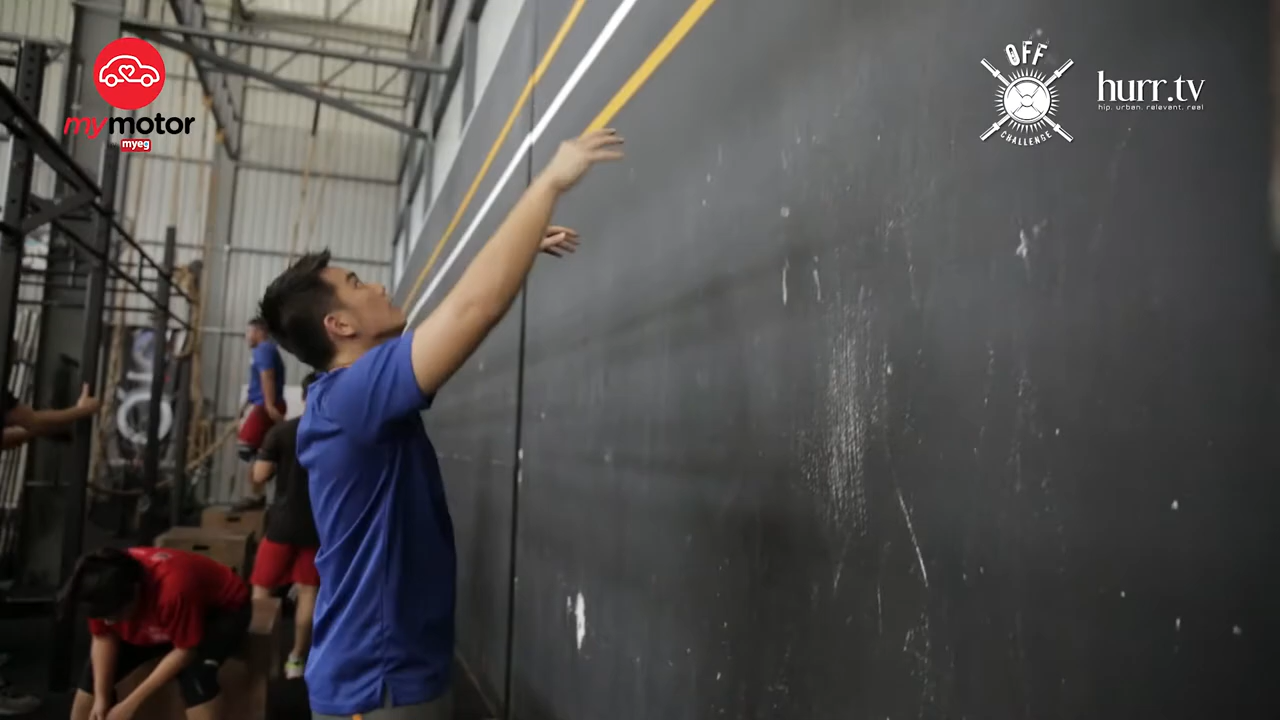 mymotor
myeg
OFF
CHALLENGE
hurr.tv
hip. urban. relevant. real